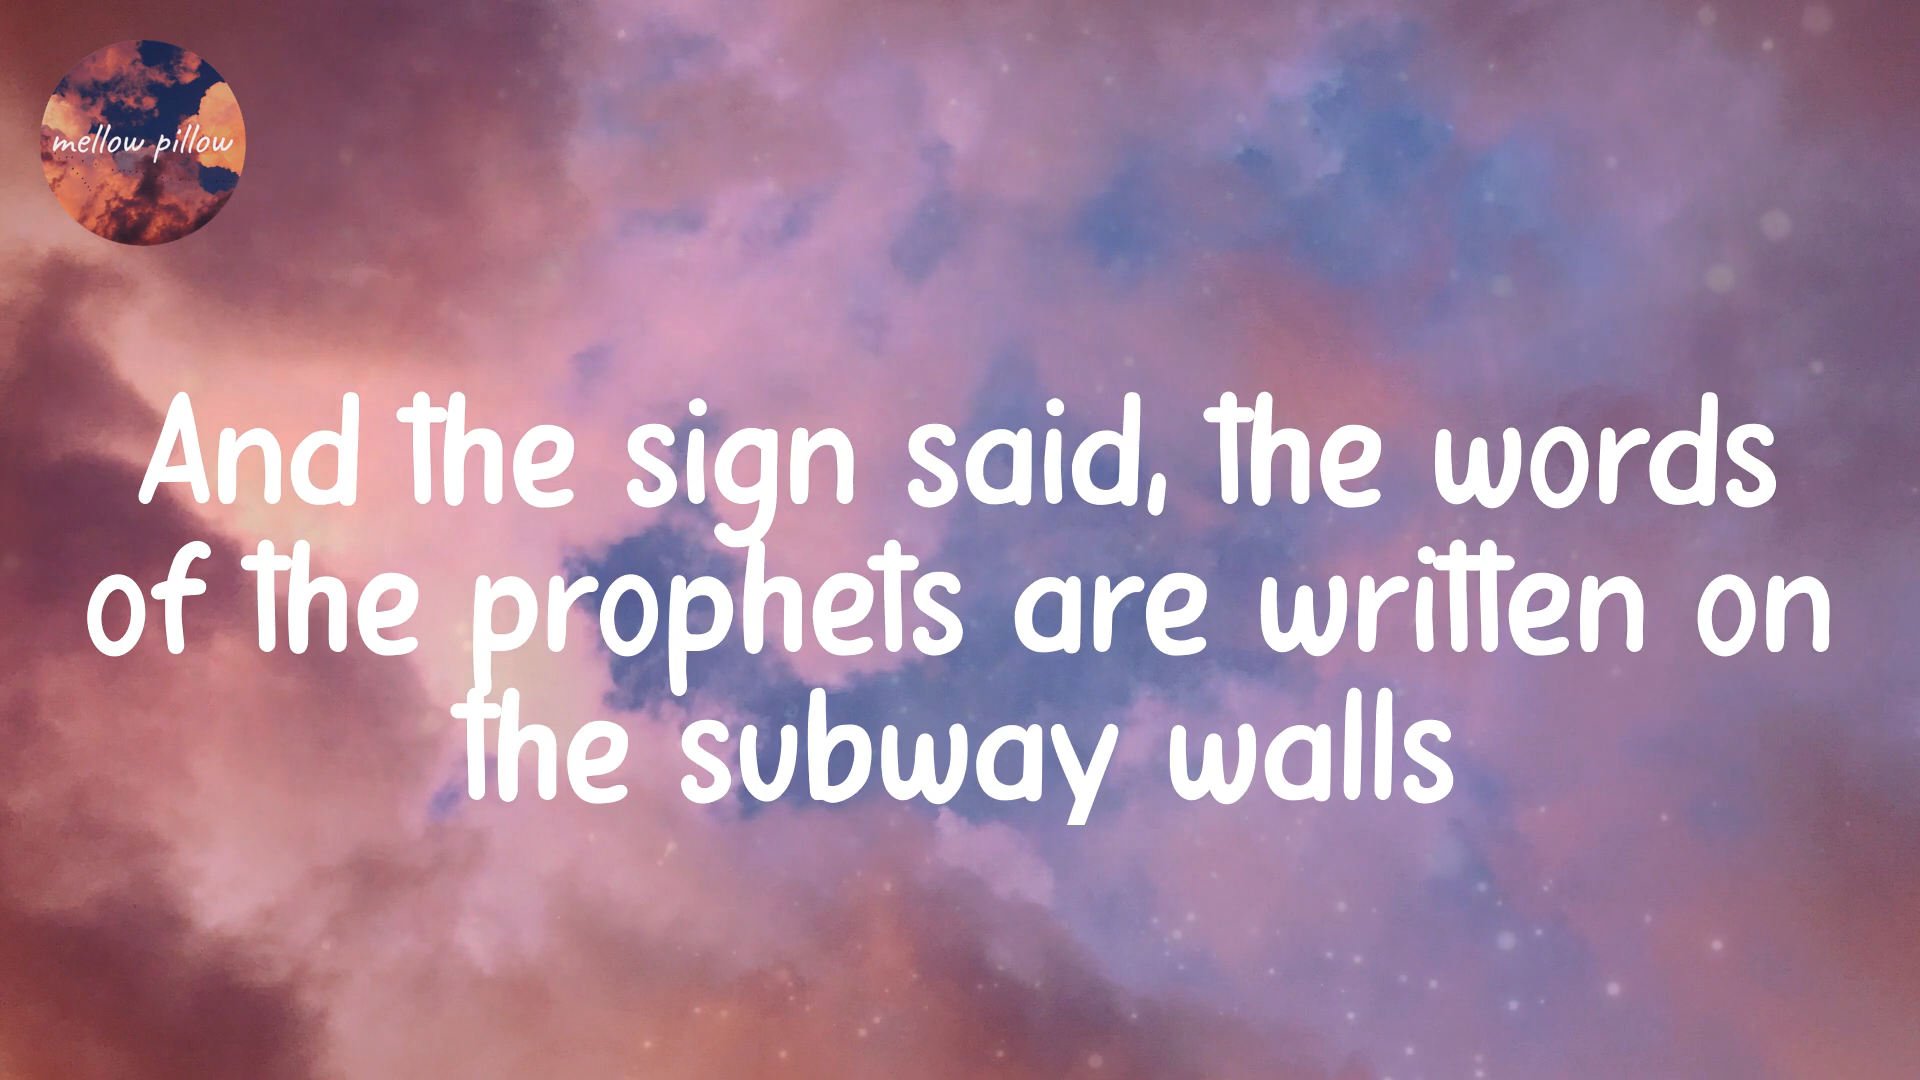 mellow pillow
And the sign said, the words
of the prophets are written on
the subway walls